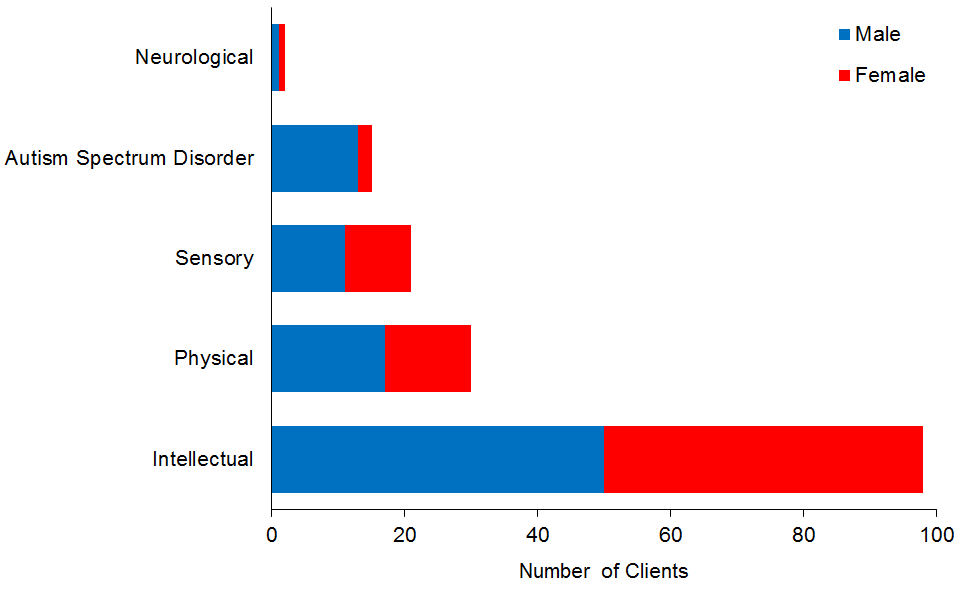 Male
Female
Neurological
Autism Spectrum Disorder
Sensory
Physical
Intellectual
0 20 40 60 80 100
Number of Clients